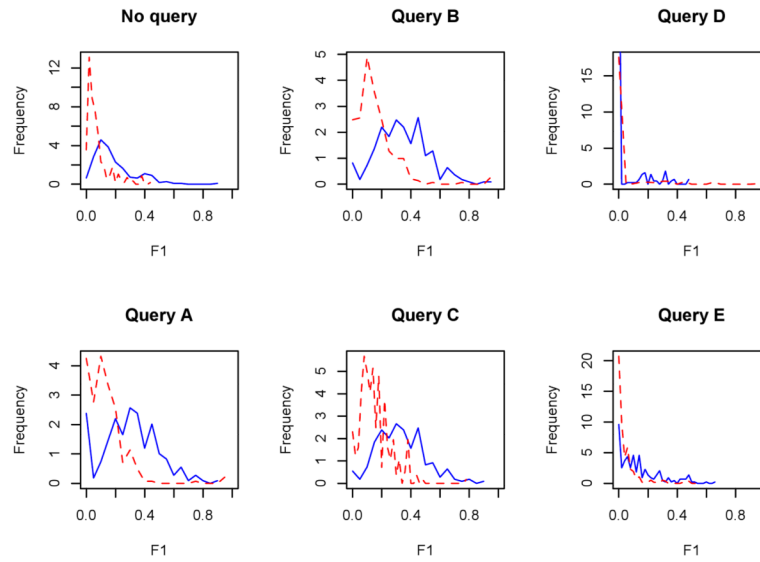 No query
Query B
Query D
Frequency
0 4 8 12
Frequency
0 1 2 3 4 5
Frequency
0 5 10 15
0.0 0.4 0.8
0.0 0.4 0.8
0.0 0.4 0.8
F1
F1
F1
Query A
Query C
Query E
Frequency
0 1 2 3 4
Frequency
0 1 2 3 4 5
Frequency
0 5 10 15 20
0.0 0.4 0.8
0.0 0.4 0.8
0.0 0.4 0.8
F1
F1
F1